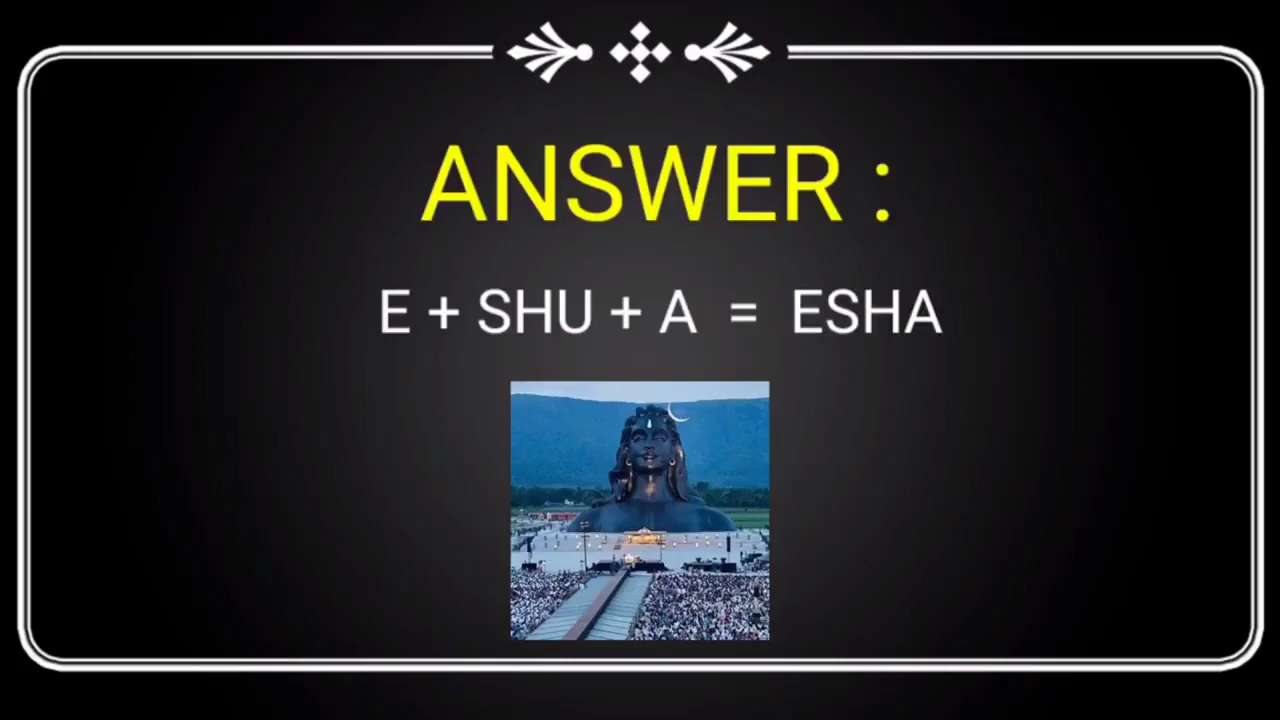 ANSWER :
E + SHU + A = ESHA